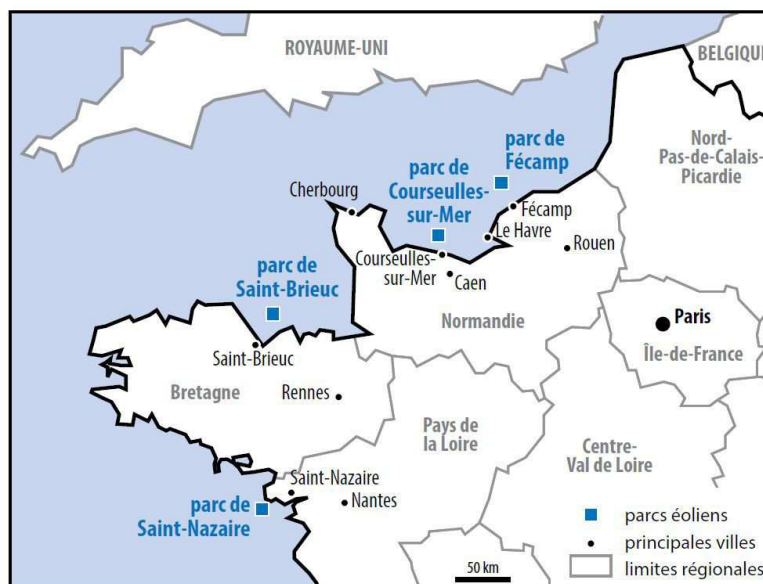 ROYAUME-UNI
BELGIQUE
parc de
Fécamp
Nord-
Pas-de-Calais-
Picardie
parc de
Courseulles-
sur-Mer
Cherbourg
Fécamp
Le Havre
Rouen
Courseulles-
sur-Mer
Caen
parc de
Saint-Brieuc
Normandie
Paris
Île-de-France
Saint-Brieuc
Bretagne
Rennes
Pays de
la Loire
Centre-
Val de Loire
Saint-Nazaire
Nantes
parc de
Saint-Nazaire
parcs éoliens
principales villes
limites régionales
50 km